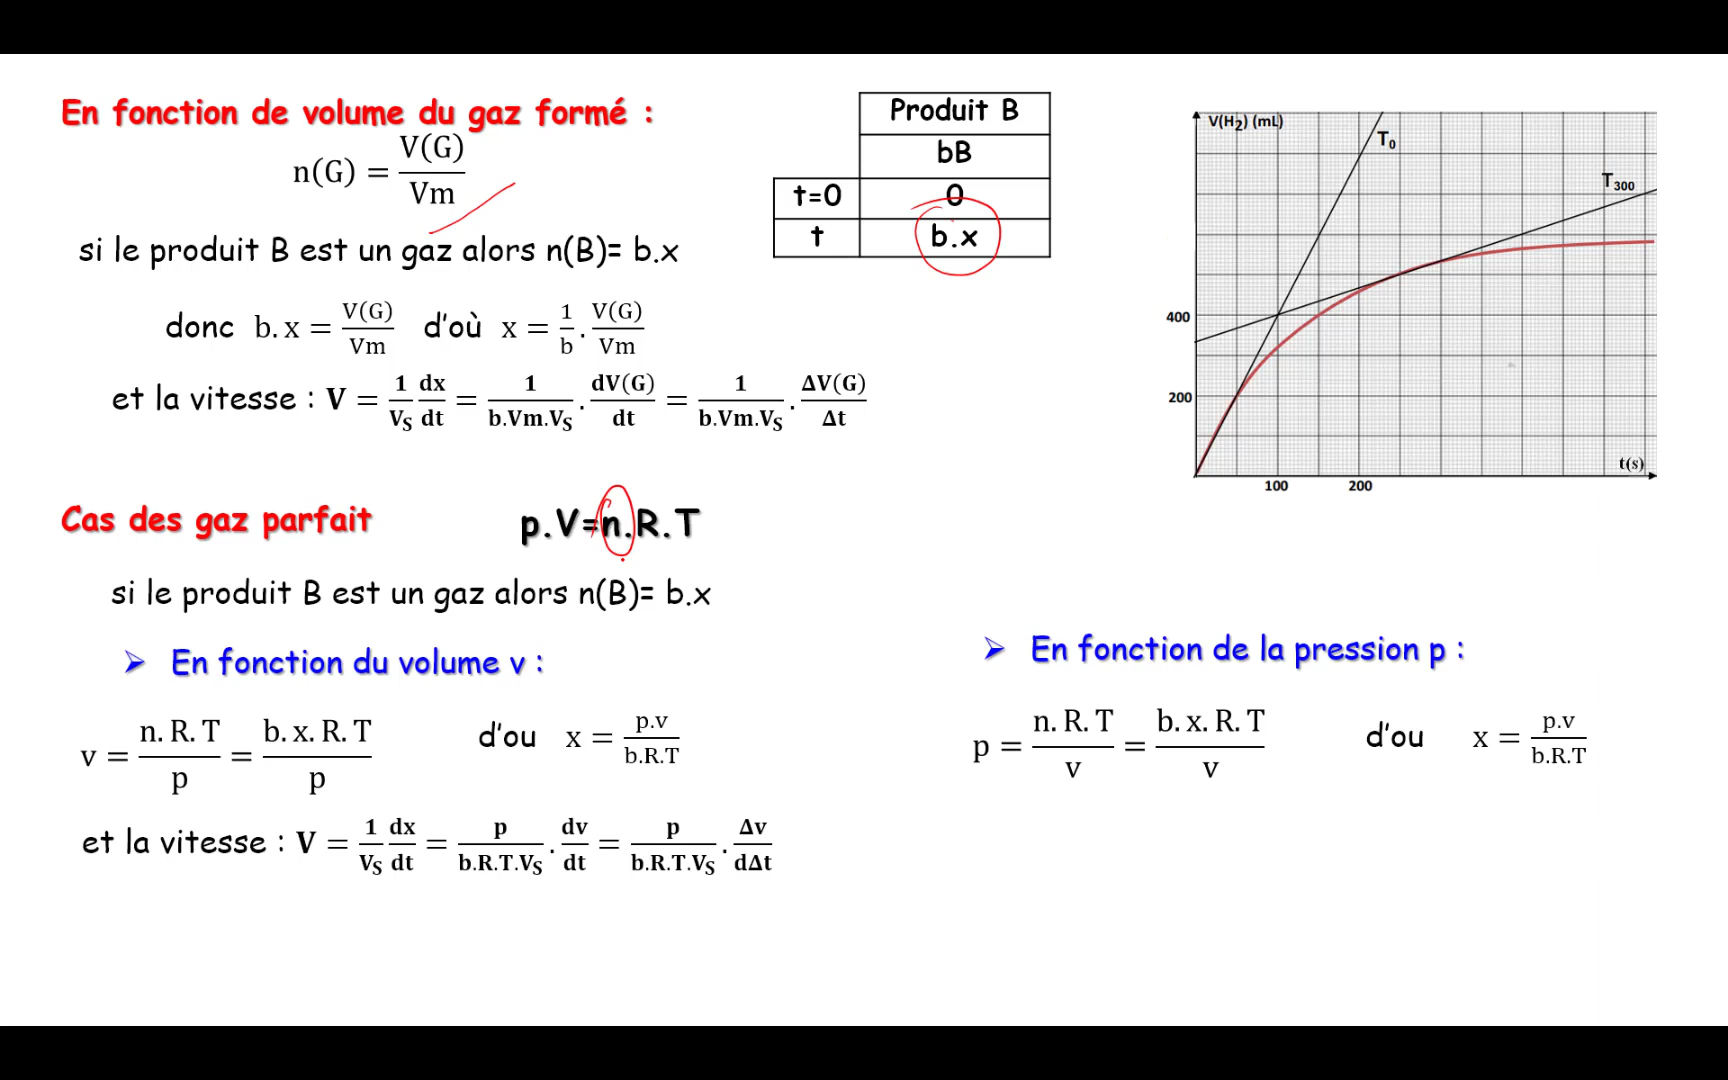 En fonction de volume du gaz formé :
n(G) = V(G)/Vm
si le produit B est un gaz alors n(B)= b.x
donc b. x = V(G)/Vm d'où x = 1/b . V(G)/Vm
et la vitesse : V = 1/V_S dx/dt = 1/b.Vm.V_S . dV(G)/dt = 1/b.Vm.V_S . ΔV(G)/Δt
Produit B
bB
t=0 0
t b.x
V(H₂) (mL)
T₀
T₃₀₀
400
200
t(s)
100 200
Cas des gaz parfait p.V=n.R.T
si le produit B est un gaz alors n(B)= b.x
➢ En fonction du volume v :
v = n. R. T/p = b. x. R. T/p d'ou x = p.v/b.R.T
et la vitesse : V = 1/V_S dx/dt = p/b.R.T.V_S . dv/dt = p/b.R.T.V_S . Δv/dΔt
➢ En fonction de la pression p :
p = n. R. T/v = b. x. R. T/v d'ou x = p.v/b.R.T